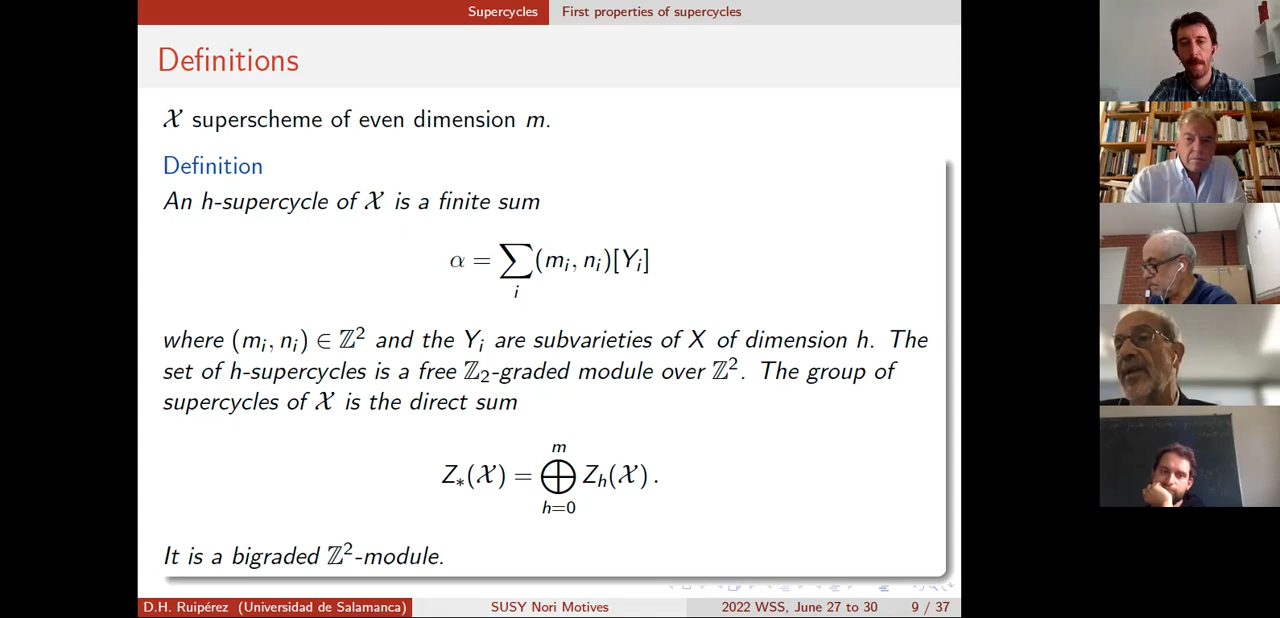 Supercycles First properties of supercycles
Definitions
𝒳 superscheme of even dimension m.
Definition
An h-supercycle of 𝒳 is a finite sum
α = ∑_i (m_i, n_i)[Y_i]
where (m_i, n_i) ∈ ℤ² and the Y_i are subvarieties of X of dimension h. The
set of h-supercycles is a free ℤ₂-graded module over ℤ². The group of
supercycles of 𝒳 is the direct sum
Z_*(𝒳) = ⨁_{h=0}^{m} Z_h(𝒳) .
It is a bigraded ℤ²-module.
D.H. Ruipérez (Universidad de Salamanca) SUSY Nori Motives 2022 WSS, June 27 to 30 9 / 37